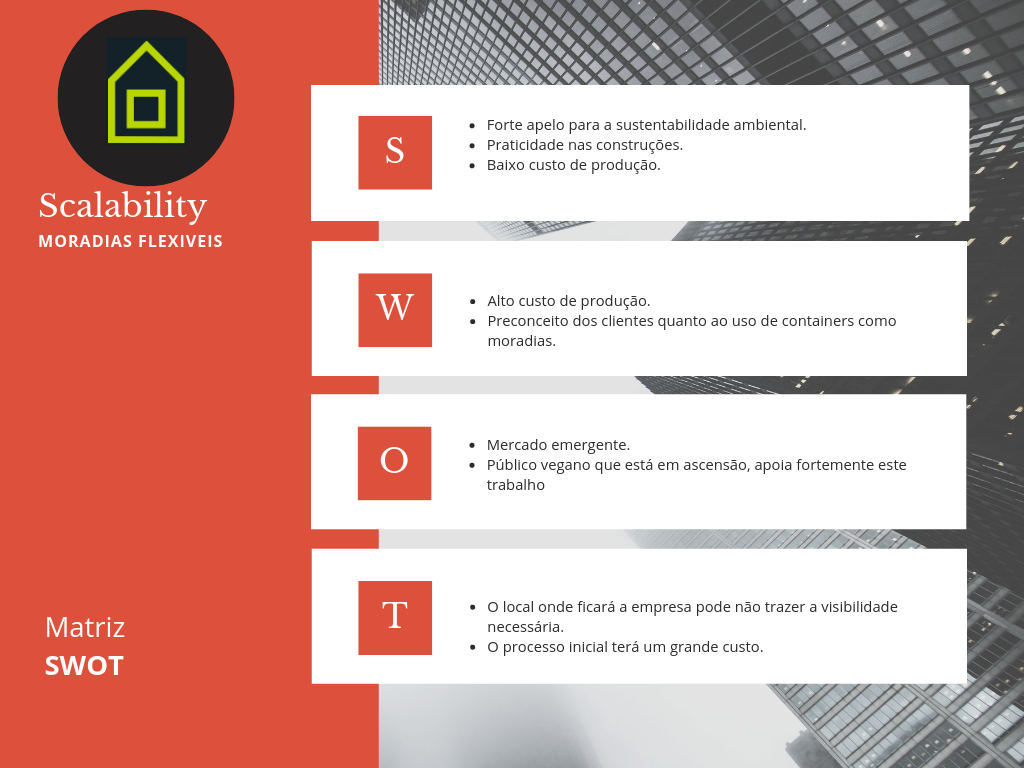 Scalability
MORADIAS FLEXIVEIS
S
Forte apelo para a sustentabilidade ambiental.
Praticidade nas construções.
Baixo custo de produção.
W
Alto custo de produção.
Preconceito dos clientes quanto ao uso de containers como
moradias.
O
Mercado emergente.
Público vegano que está em ascensão, apoia fortemente este
trabalho
T
O local onde ficará a empresa pode não trazer a visibilidade
necessária.
O processo inicial terá um grande custo.
Matriz
SWOT